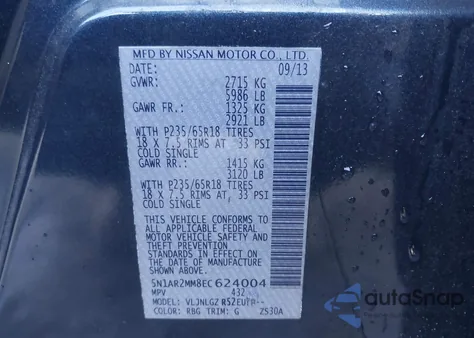 MFD BY NISSAN MOTOR CO., LTD.
DATE: 09/13
GVWR: 2715 KG
5986 LB
GAWR FR.: 1325 KG
2921 LB
WITH P235/65R18 TIRES
18 X 7.5 RIMS AT 33 PSI
COLD SINGLE
GAWR RR.: 1415 KG
3120 LB
WITH P235/65R18 TIRES
18 X 7.5 RIMS AT, 33 PSI
COLD SINGLE
THIS VEHICLE CONFORMS TO
ALL APPLICABLE FEDERAL
MOTOR VEHICLE SAFETY AND
THEFT PREVENTION
STANDARDS IN EFFECT ON
THE DATE OF MANUFACTURE
SHOWN ABOVE.
5N1AR2MM8EC624004
MPV 432
MODEL: VLJNLGZ
COLOR: RBG TRIM: G ZS30A
autoSnap